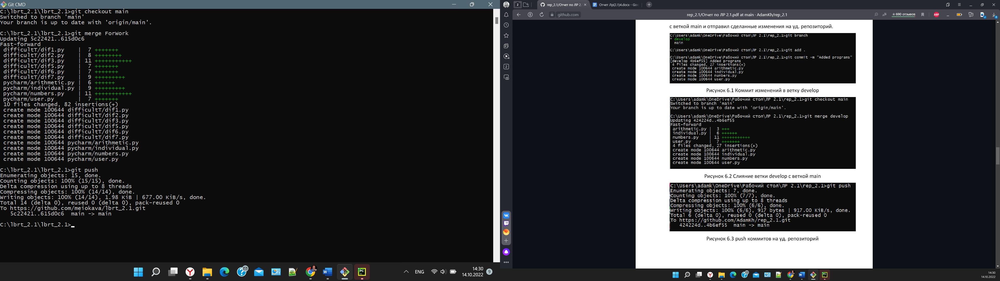 Git CMD
C:\lbrt_2.1\lbrt_2.1>git checkout main
Switched to branch 'main'
Your branch is up to date with 'origin/main'.
C:\lbrt_2.1\lbrt_2.1>git merge ForWork
Updating 5c22421..615d0c6
Fast-forward
difficultT/dif1.py | 7 +++++++
difficultT/dif2.py | 8 ++++++++
difficultT/dif3.py | 11 +++++++++++
difficultT/dif5.py | 7 +++++++
difficultT/dif6.py | 7 +++++++
difficultT/dif7.py | 9 +++++++++
pycharm/arithmetic.py | 6 ++++++
pycharm/individual.py | 9 +++++++++
pycharm/numbers.py | 11 +++++++++++
pycharm/user.py | 7 +++++++
10 files changed, 82 insertions(+)
create mode 100644 difficultT/dif1.py
create mode 100644 difficultT/dif2.py
create mode 100644 difficultT/dif3.py
create mode 100644 difficultT/dif5.py
create mode 100644 difficultT/dif6.py
create mode 100644 difficultT/dif7.py
create mode 100644 pycharm/arithmetic.py
create mode 100644 pycharm/individual.py
create mode 100644 pycharm/numbers.py
create mode 100644 pycharm/user.py
C:\lbrt_2.1\lbrt_2.1>git push
Enumerating objects: 15, done.
Counting objects: 100% (15/15), done.
Delta compression using up to 8 threads
Compressing objects: 100% (14/14), done.
Writing objects: 100% (14/14), 1.98 KiB | 677.00 KiB/s, done.
Total 14 (delta 0), reused 0 (delta 0), pack-reused 0
To https://github.com/meiokava/lbrt_2.1.git
5c22421..615d0c6 main -> main
C:\lbrt_2.1\lbrt_2.1>
ENG
14:30
14.10.2022
9
2
rep_2.1/Отчет по ЛР 2.
Отчет Лр(2.1)4.docx - Goo
github.com
rep_2.1/Отчет по ЛР 2.1.pdf at main · AdamKh/rep_2.1
★ 690 отзывов
ABP
8
2
с веткой main и отправил сделанные изменения на уд. репозиторий.
C:\Users\adamk\OneDrive\Рабочий стол\ЛР 2.1\rep_2.1>git branch
* develop
main
C:\Users\adamk\OneDrive\Рабочий стол\ЛР 2.1\rep_2.1>git add .
C:\Users\adamk\OneDrive\Рабочий стол\ЛР 2.1\rep_2.1>git commit -m "Added programs"
[develop 4b6ef55] Added programs
4 files changed, 27 insertions(+)
create mode 100644 arithmetic.py
create mode 100644 individual.py
create mode 100644 numbers.py
create mode 100644 user.py
Рисунок 6.1 Коммит изменений в ветку develop
C:\Users\adamk\OneDrive\Рабочий стол\ЛР 2.1\rep_2.1>git checkout main
Switched to branch 'main'
Your branch is up to date with 'origin/main'.
C:\Users\adamk\OneDrive\Рабочий стол\ЛР 2.1\rep_2.1>git merge develop
Updating 424224d..4b6ef55
Fast-forward
arithmetic.py | 3 +++
individual.py | 6 ++++++
numbers.py | 11 +++++++++++
user.py | 7 +++++++
4 files changed, 27 insertions(+)
create mode 100644 arithmetic.py
create mode 100644 individual.py
create mode 100644 numbers.py
create mode 100644 user.py
Рисунок 6.2 Слияние ветки develop с веткой main
C:\Users\adamk\OneDrive\Рабочий стол\ЛР 2.1\rep_2.1>git push
Enumerating objects: 7, done.
Counting objects: 100% (7/7), done.
Delta compression using up to 8 threads
Compressing objects: 100% (6/6), done.
Writing objects: 100% (6/6), 917 bytes | 917.00 KiB/s, done.
Total 6 (delta 0), reused 0 (delta 0), pack-reused 0
To https://github.com/AdamKh/rep_2.1.git
424224d..4b6ef55 main -> main
Рисунок 6.3 push коммитов на уд. репозиторий
14:30
14.10.2022